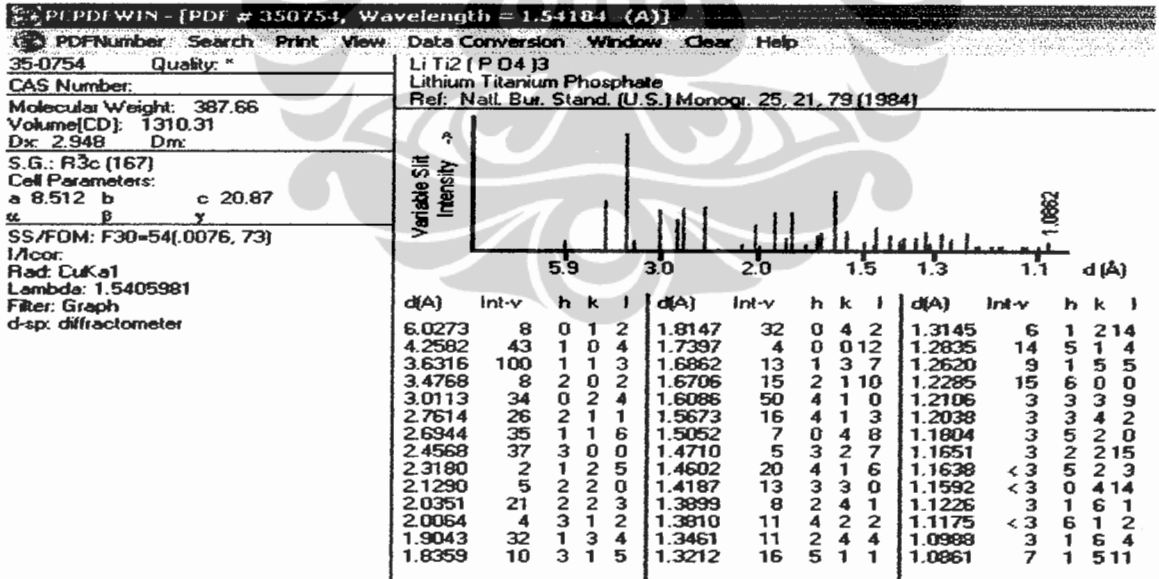 PCPDFWIN - [PDF # 350754, Wavelength = 1.54184 (A)]
PDFNumber Search Print View Data Conversion Window Clear Help
35-0754 Quality: *
CAS Number:
Molecular Weight: 387.66
Volume[CD]: 1310.31
Dx: 2.948 Dm:
S.G.: R3̄c (167)
Cell Parameters:
a 8.512 b c 20.87
α β γ
SS/FOM: F30=54(.0076, 73)
I/Icor:
Rad: CuKa1
Lambda: 1.5405981
Filter: Graph
d-sp: diffractometer
Li Ti2 ( P O4 )3
Lithium Titanium Phosphate
Ref: Natl. Bur. Stand. (U.S.) Monogr. 25, 21, 79 (1984)
Variable Slit
Intensity ->
1.0862
5.9 3.0 2.0 1.5 1.3 1.1 d (Å)
d(A) Int-v h k l d(A) Int-v h k l d(A) Int-v h k l
6.0273 8 0 1 2 1.8147 32 0 4 2 1.3145 6 1 2 14
4.2582 43 1 0 4 1.7397 4 0 0 12 1.2835 14 5 1 4
3.6316 100 1 1 3 1.6862 13 1 3 7 1.2620 9 1 5 5
3.4768 8 2 0 2 1.6706 15 2 1 10 1.2285 15 6 0 0
3.0113 34 0 2 4 1.6086 50 4 1 0 1.2106 3 3 3 9
2.7614 26 2 1 1 1.5673 16 4 1 3 1.2038 3 3 4 2
2.6944 35 1 1 6 1.5052 7 0 4 8 1.1804 3 5 2 0
2.4568 37 3 0 0 1.4710 5 3 2 7 1.1651 3 2 2 15
2.3180 2 1 2 5 1.4602 20 4 1 6 1.1638 < 3 5 2 3
2.1290 5 2 2 0 1.4187 13 3 3 0 1.1592 < 3 0 4 14
2.0351 21 2 2 3 1.3899 8 2 4 1 1.1226 3 1 6 1
2.0064 4 3 1 2 1.3810 11 4 2 2 1.1175 < 3 6 1 2
1.9043 32 1 3 4 1.3461 11 2 4 4 1.0988 3 1 6 4
1.8359 10 3 1 5 1.3212 16 5 1 1 1.0861 7 1 5 11